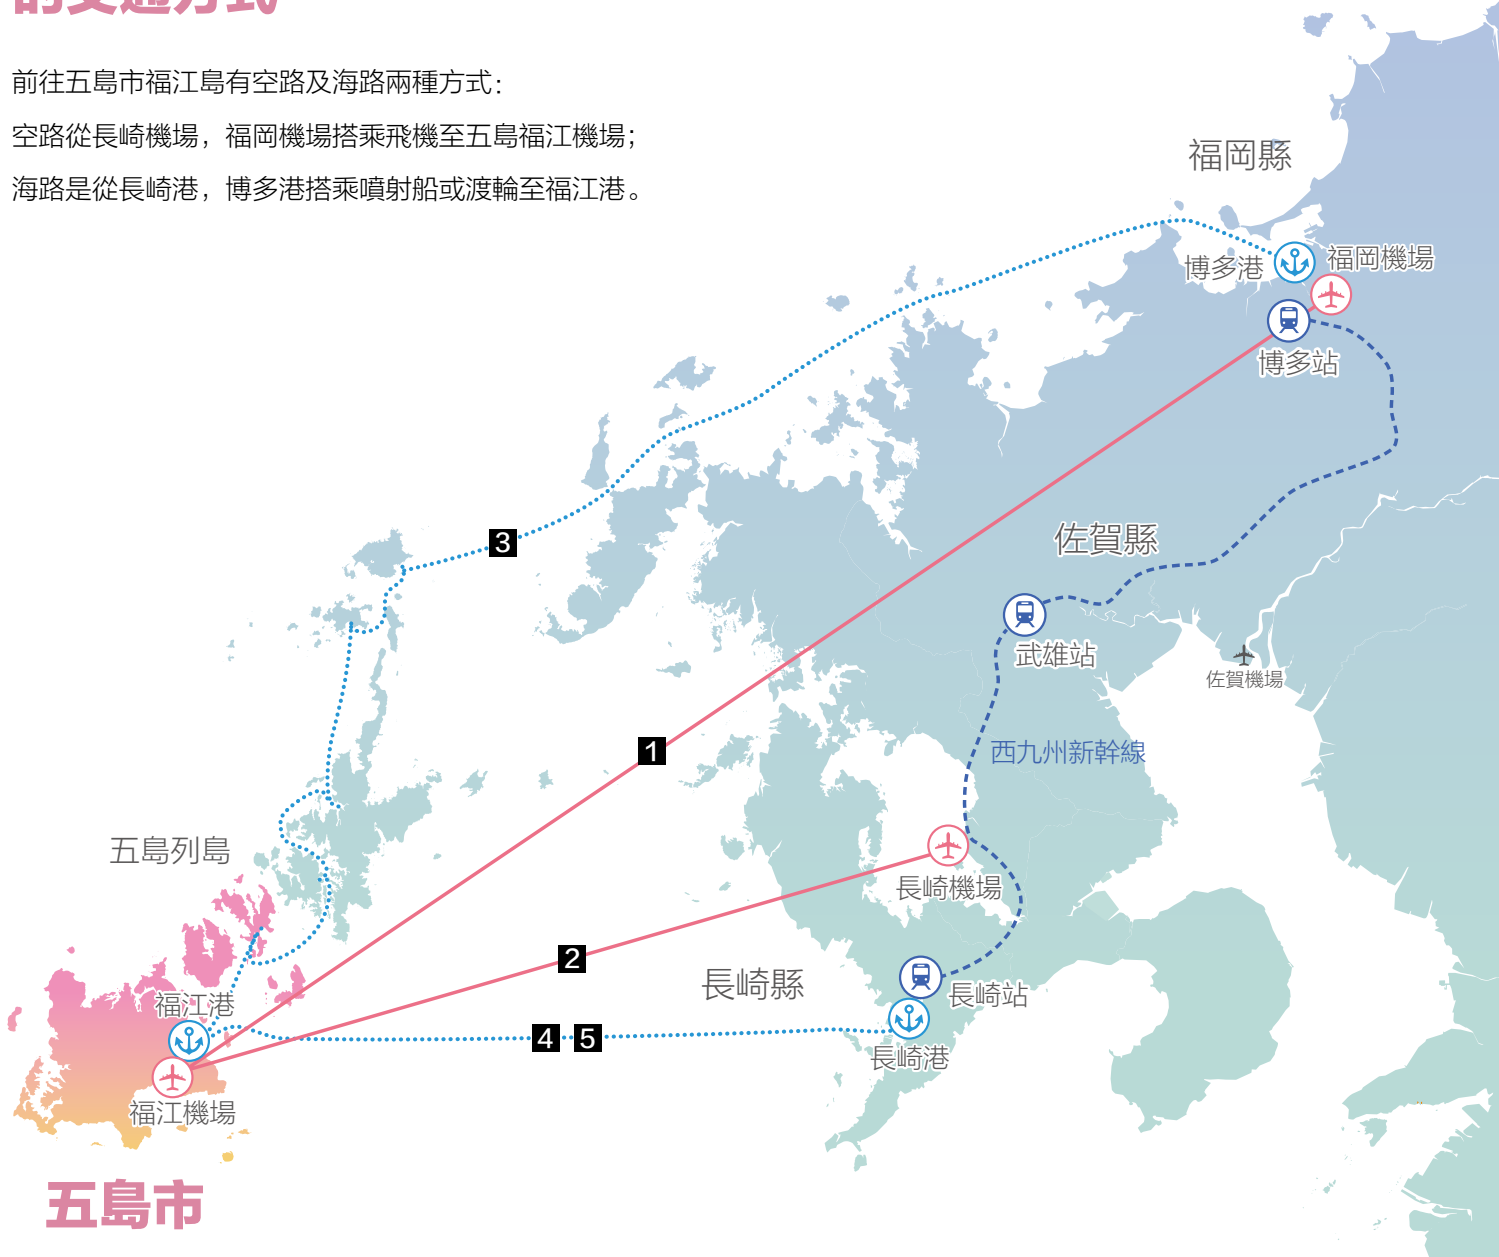 的交通方式
前往五島市福江島有空路及海路兩種方式：
空路從長崎機場，福岡機場搭乘飛機至五島福江機場；
海路是從長崎港，博多港搭乘噴射船或渡輪至福江港。
福岡縣
博多港
福岡機場
博多站
3
佐賀縣
武雄站
佐賀機場
1
西九州新幹線
五島列島
長崎機場
2
長崎縣
長崎站
福江港
4 5
長崎港
福江機場
五島市